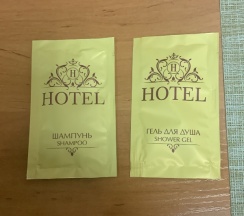 H
HOTEL
ШАМПУНЬ
SHAMPOO
H
HOTEL
ГЕЛЬ ДЛЯ ДУША
SHOWER GEL